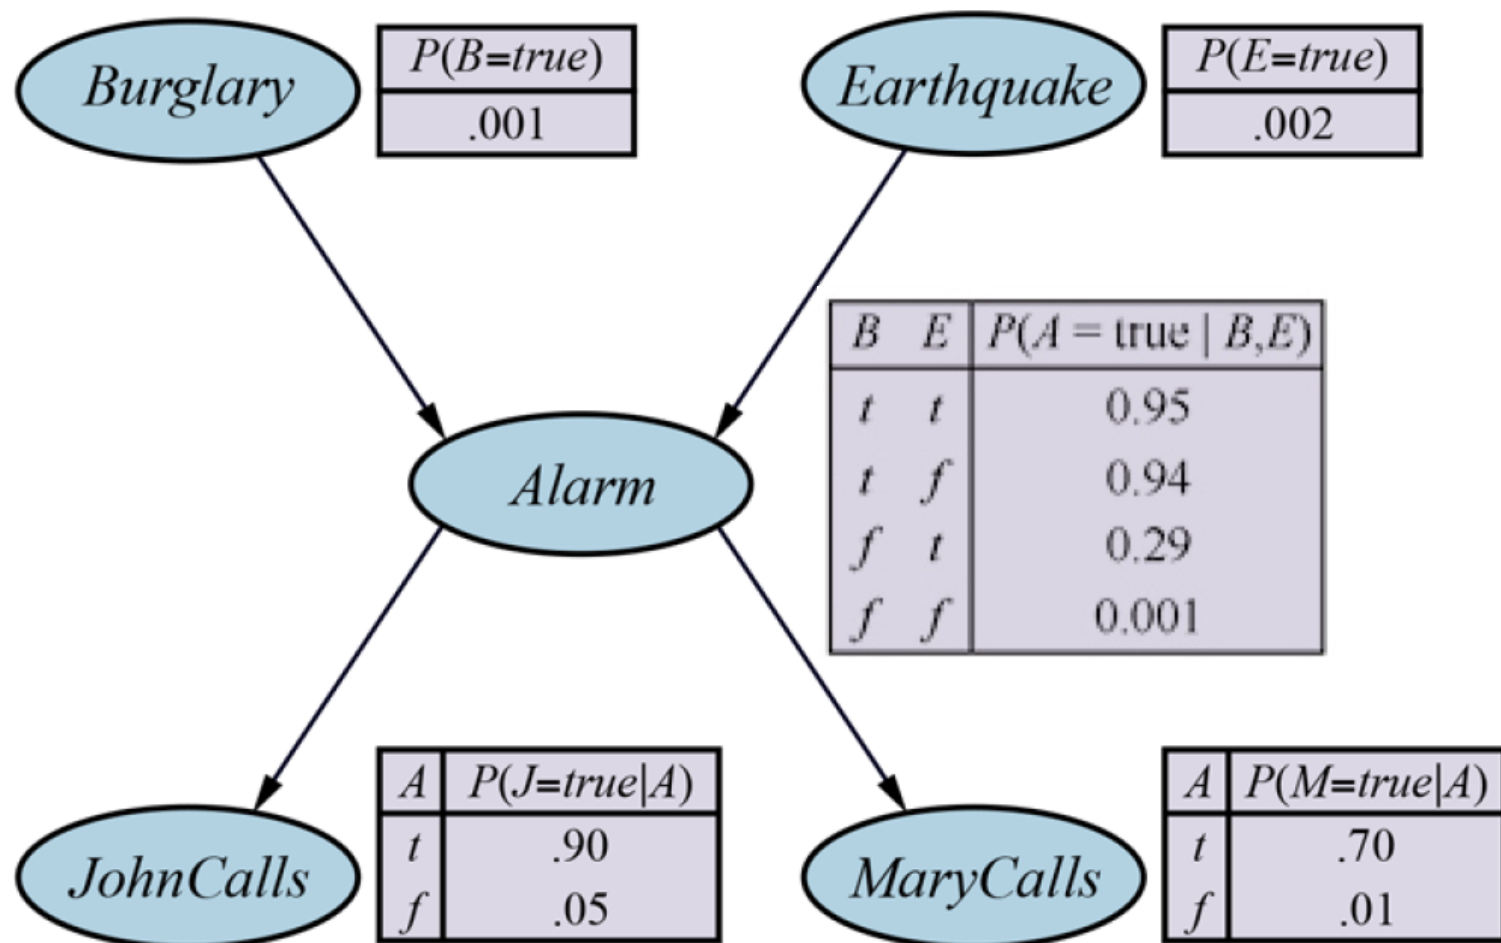 Burglary
P(B=true)
.001
Earthquake
P(E=true)
.002
B E P(A = true | B,E)
t t 0.95
t f 0.94
f t 0.29
f f 0.001
Alarm
JohnCalls
A P(J=true|A)
t .90
f .05
MaryCalls
A P(M=true|A)
t .70
f .01